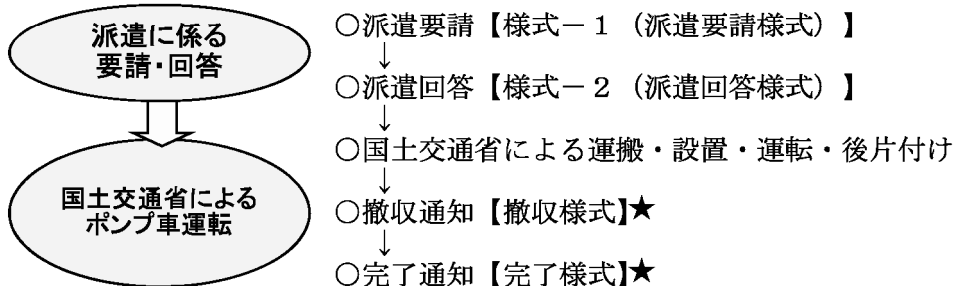 派遣に係る
要請・回答
国土交通省による
ポンプ車運転
○派遣要請【様式－１（派遣要請様式）】
↓
○派遣回答【様式－２（派遣回答様式）】
↓
○国土交通省による運搬・設置・運転・後片付け
↓
○撤収通知【撤収様式】★
↓
○完了通知【完了様式】★